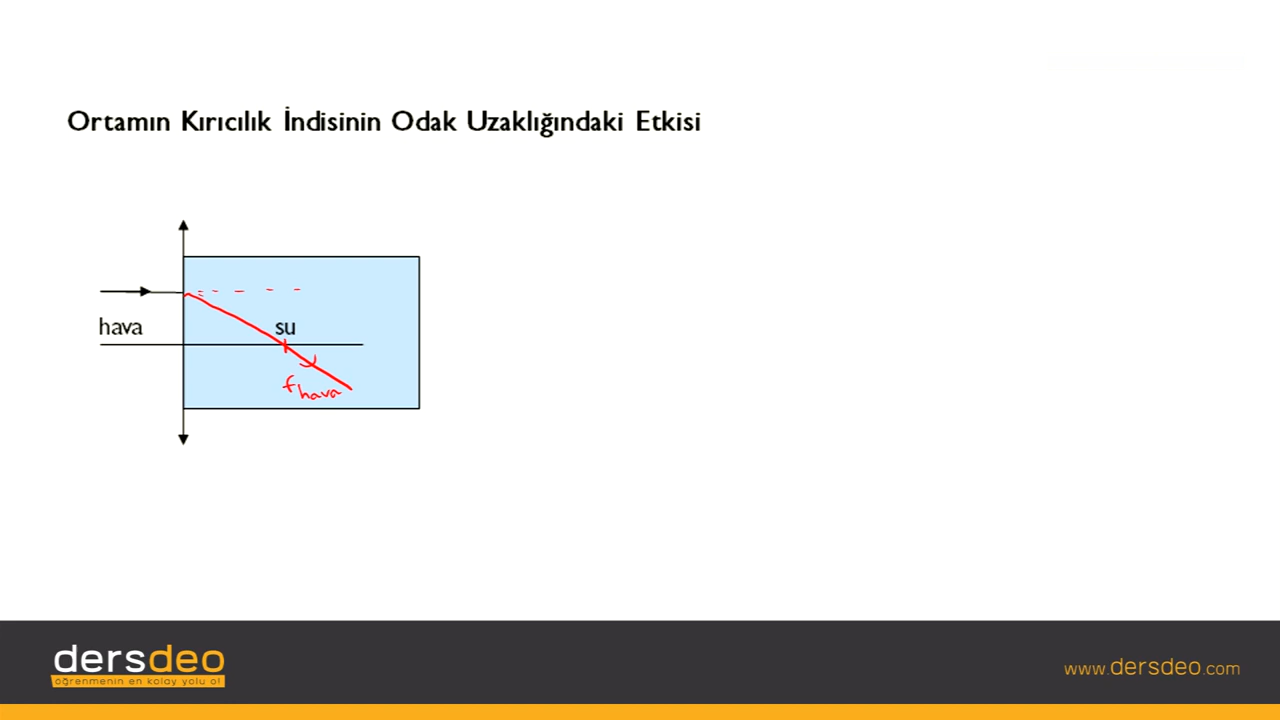 Ortamın Kırıcılık İndisinin Odak Uzaklığındaki Etkisi
hava
su
f hava
dersdeo
öğrenmenin en kolay yolu o!
www.dersdeo.com